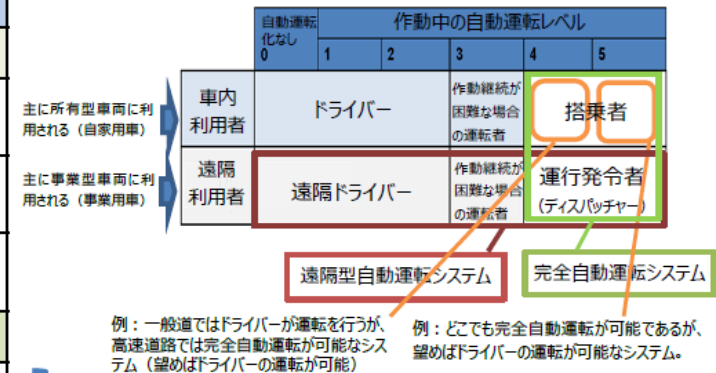 自動運転
化なし
0
作動中の自動運転レベル
1
2
3
4
5
主に所有型車両に利
用される（自家用車）
車内
利用者
ドライバー
作動継続が
困難な場合
の運転者
搭乗者
主に事業型車両に利
用される（事業用車）
遠隔
利用者
遠隔ドライバー
作動継続が
困難な場合
の運転者
運行発令者
（ディスパッチャー）
遠隔型自動運転システム
完全自動運転システム
例：一般道ではドライバーが運転を行うが、
高速道路では完全自動運転が可能なシス
テム（望めばドライバーの運転が可能）
例：どこでも完全自動運転が可能であるが、
望めばドライバーの運転が可能なシステム。